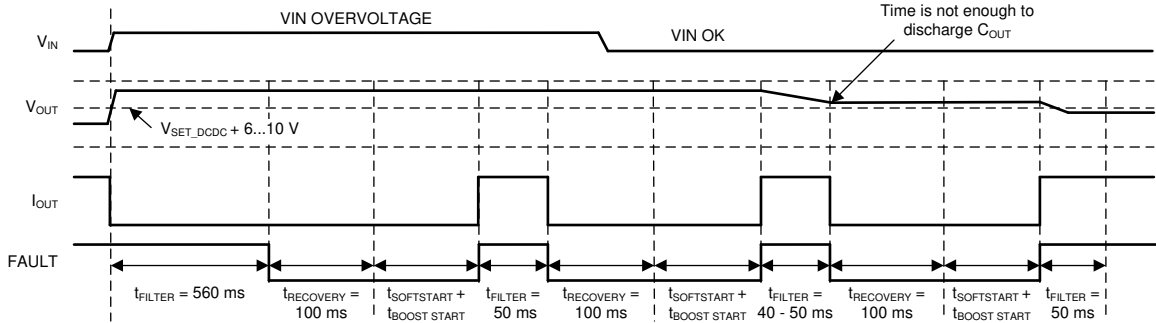 Time is not enough to
discharge COUT
VIN OVERVOLTAGE
VIN OK
VIN
VOUT
VSET_DCDC + 6...10 V
IOUT
FAULT
tFILTER = 560 ms
tRECOVERY =
100 ms
tSOFTSTART +
tBOOST START
tFILTER =
50 ms
tRECOVERY =
100 ms
tSOFTSTART +
tBOOST START
tFILTER =
40 - 50 ms
tRECOVERY =
100 ms
tSOFTSTART +
tBOOST START
tFILTER =
50 ms